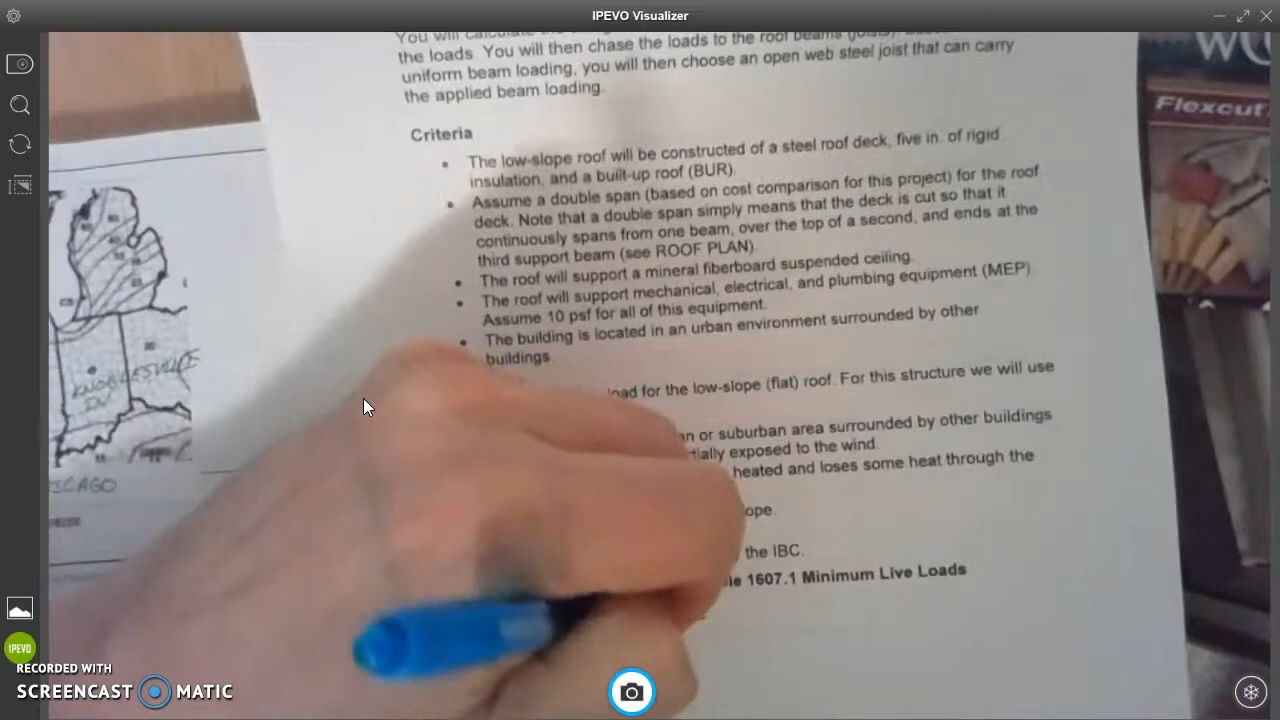 IPEVO Visualizer
the loads. You will then chase the loads to the roof beams (joists).
uniform beam loading, you will then choose an open web steel joist that can carry
the applied beam loading.
Criteria
• The low-slope roof will be constructed of a steel roof deck, five in. of rigid
insulation, and a built-up roof (BUR).
• Assume a double span (based on cost comparison for this project) for the roof
deck. Note that a double span simply means that the deck is cut so that it
continuously spans from one beam, over the top of a second, and ends at the
third support beam (see ROOF PLAN).
• The roof will support a mineral fiberboard suspended ceiling.
• The roof will support mechanical, electrical, and plumbing equipment (MEP).
Assume 10 psf for all of this equipment.
• The building is located in an urban environment surrounded by other
buildings
for the low-slope (flat) roof. For this structure we will use
or suburban area surrounded by other buildings
exposed to the wind.
heated and loses some heat through the
the IBC.
1607.1 Minimum Live Loads
KNOBLESVILLE
IN
Flexcut
IPEVO
RECORDED WITH
SCREENCAST MATIC